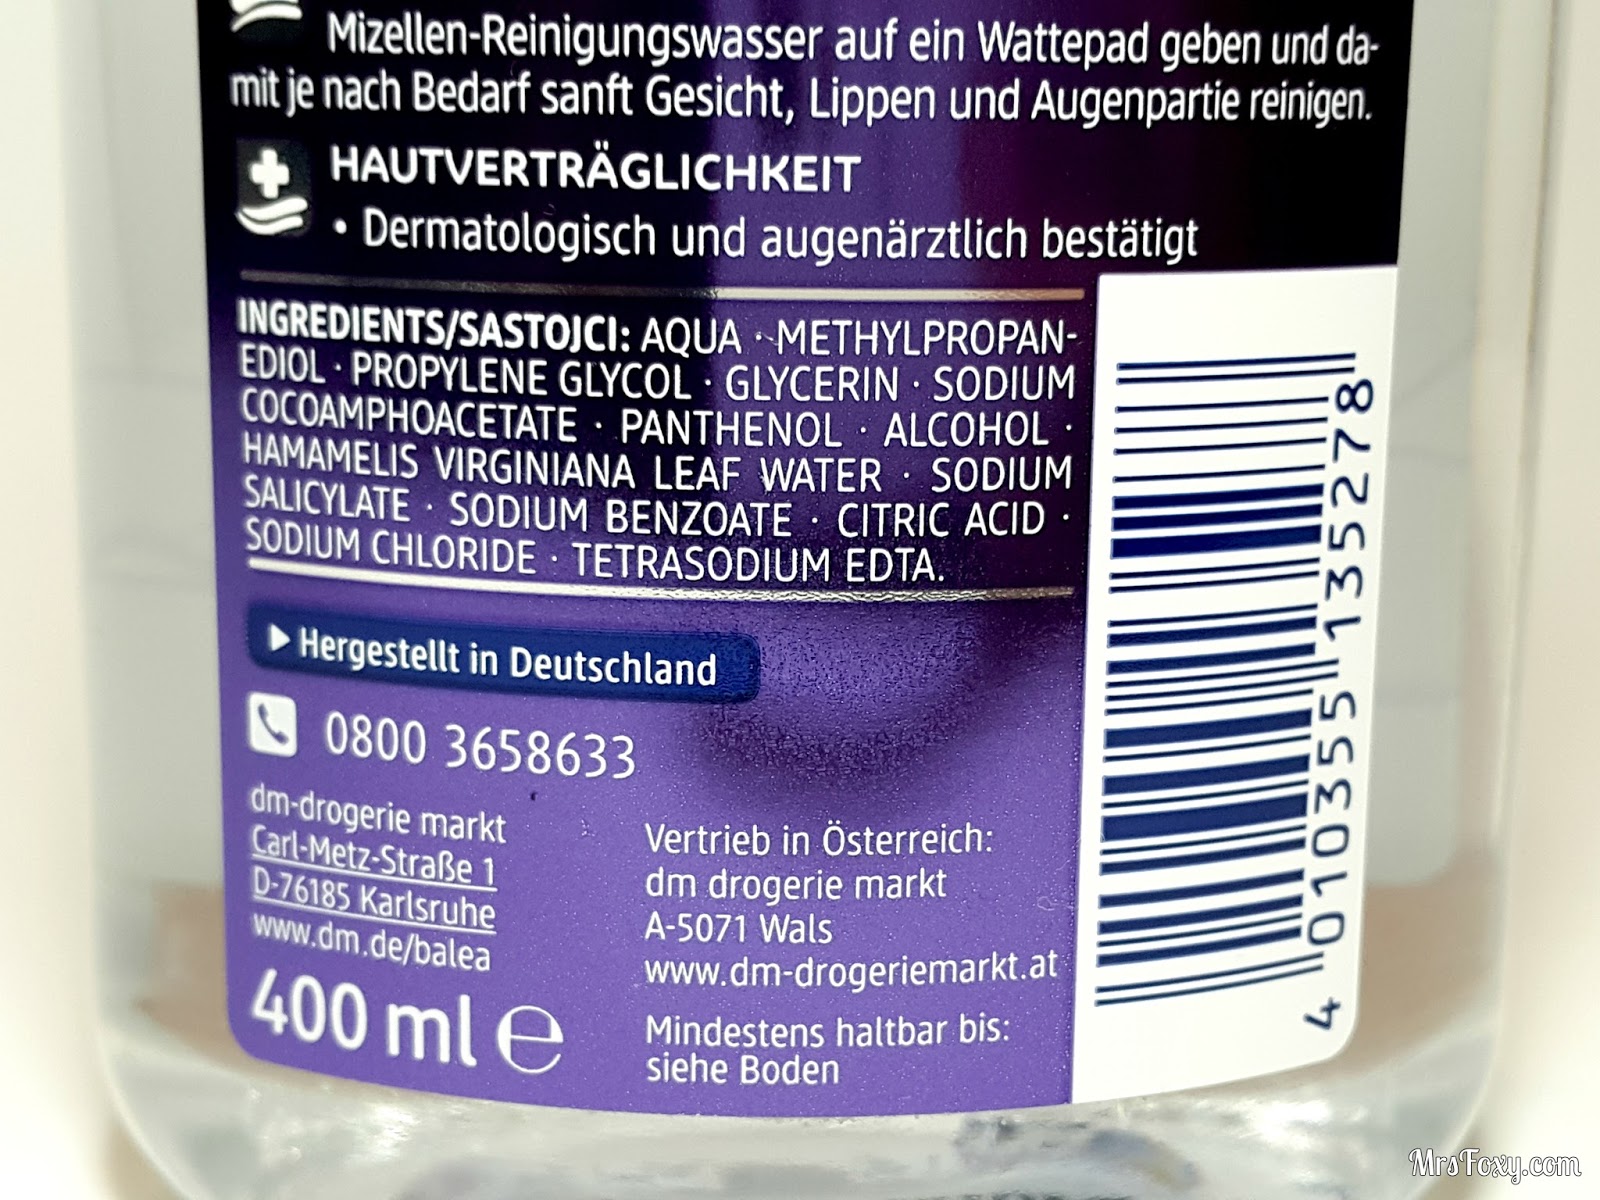 Mizellen-Reinigungswasser auf ein Wattepad geben und da-
mit je nach Bedarf sanft Gesicht, Lippen und Augenpartie reinigen.
HAUTVERTRÄGLICHKEIT
• Dermatologisch und augenärztlich bestätigt
INGREDIENTS/SASTOJCI: AQUA · METHYLPROPAN-
EDIOL · PROPYLENE GLYCOL · GLYCERIN · SODIUM
COCOAMPHOACETATE · PANTHENOL · ALCOHOL ·
HAMAMELIS VIRGINIANA LEAF WATER · SODIUM
SALICYLATE · SODIUM BENZOATE · CITRIC ACID ·
SODIUM CHLORIDE · TETRASODIUM EDTA.
Hergestellt in Deutschland
0800 3658633
dm-drogerie markt
Carl-Metz-Straße 1
D-76185 Karlsruhe
www.dm.de/balea
400 ml ℮
Vertrieb in Österreich:
dm drogerie markt
A-5071 Wals
www.dm-drogeriemarkt.at
Mindestens haltbar bis:
siehe Boden
4 010355 135278
MrsFoxy.com